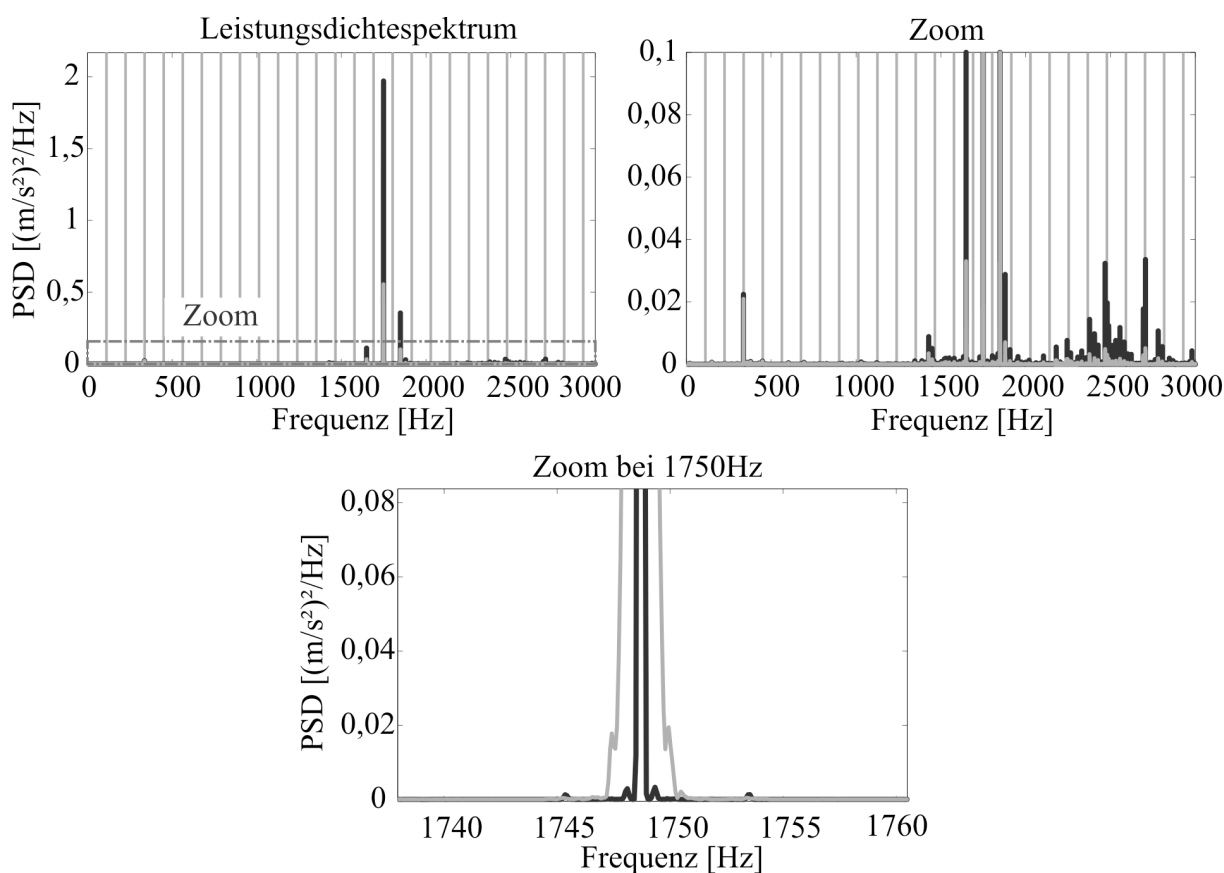 Leistungsdichtespektrum
PSD [(m/s²)²/Hz]
2
1,5
1
0,5
0
Zoom
0 500 1000 1500 2000 2500 3000
Frequenz [Hz]
Zoom
0,1
0,08
0,06
0,04
0,02
0
0 500 1000 1500 2000 2500 3000
Frequenz [Hz]
Zoom bei 1750Hz
PSD [(m/s²)²/Hz]
0,08
0,06
0,04
0,02
0
1740 1745 1750 1755 1760
Frequenz [Hz]